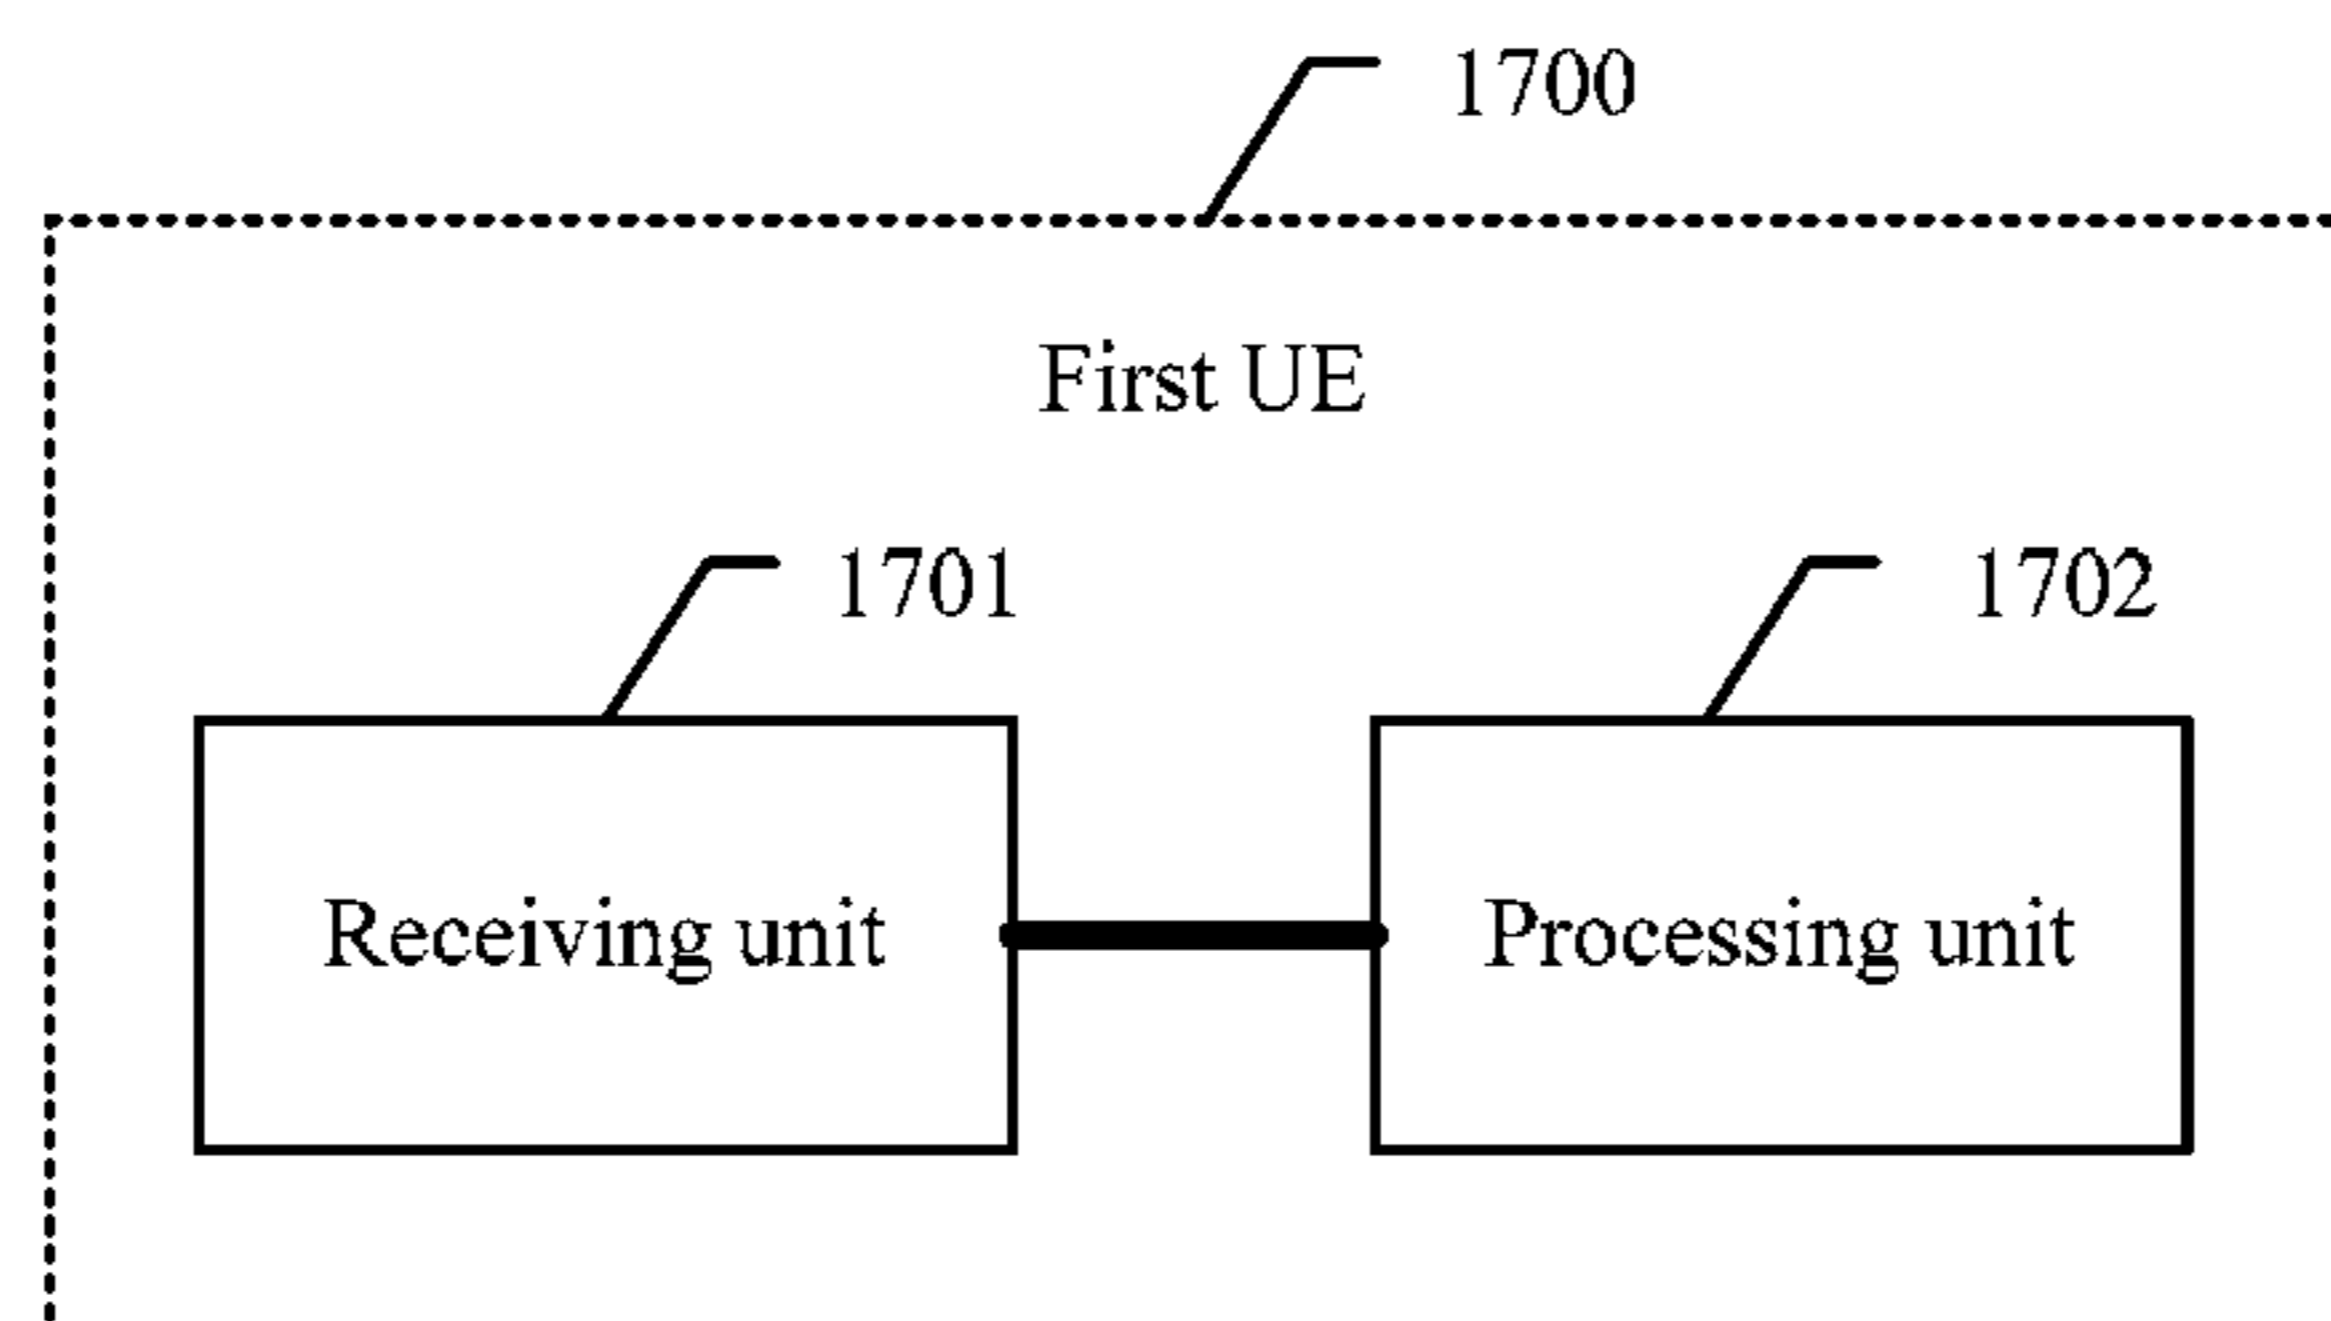 1700
First UE
1701
1702
Receiving unit
Processing unit